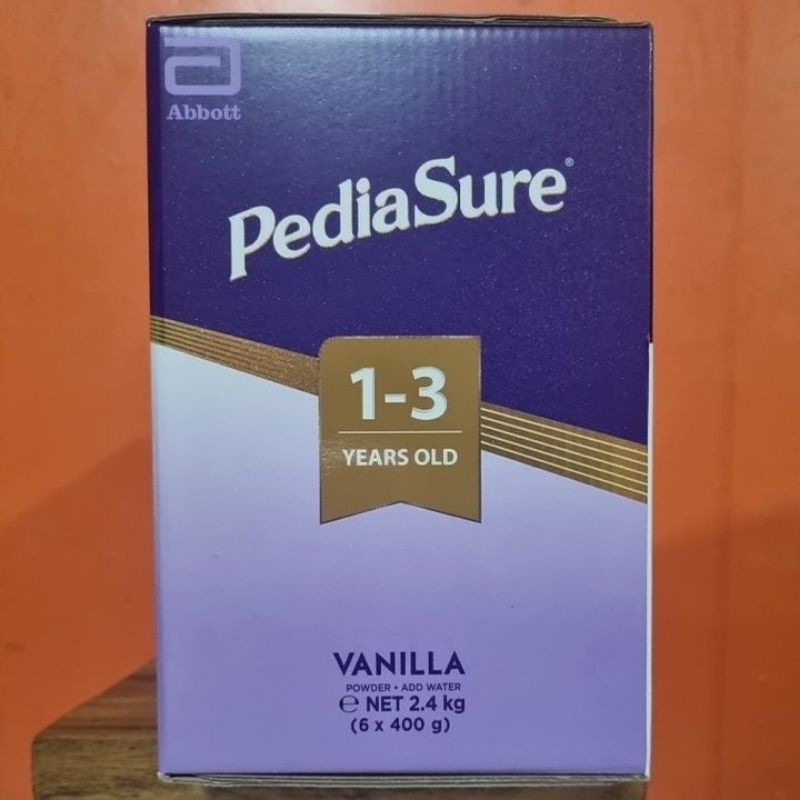 Abbott
PediaSure®
1-3
YEARS OLD
VANILLA
POWDER • ADD WATER
℮ NET 2.4 kg
(6 x 400 g)